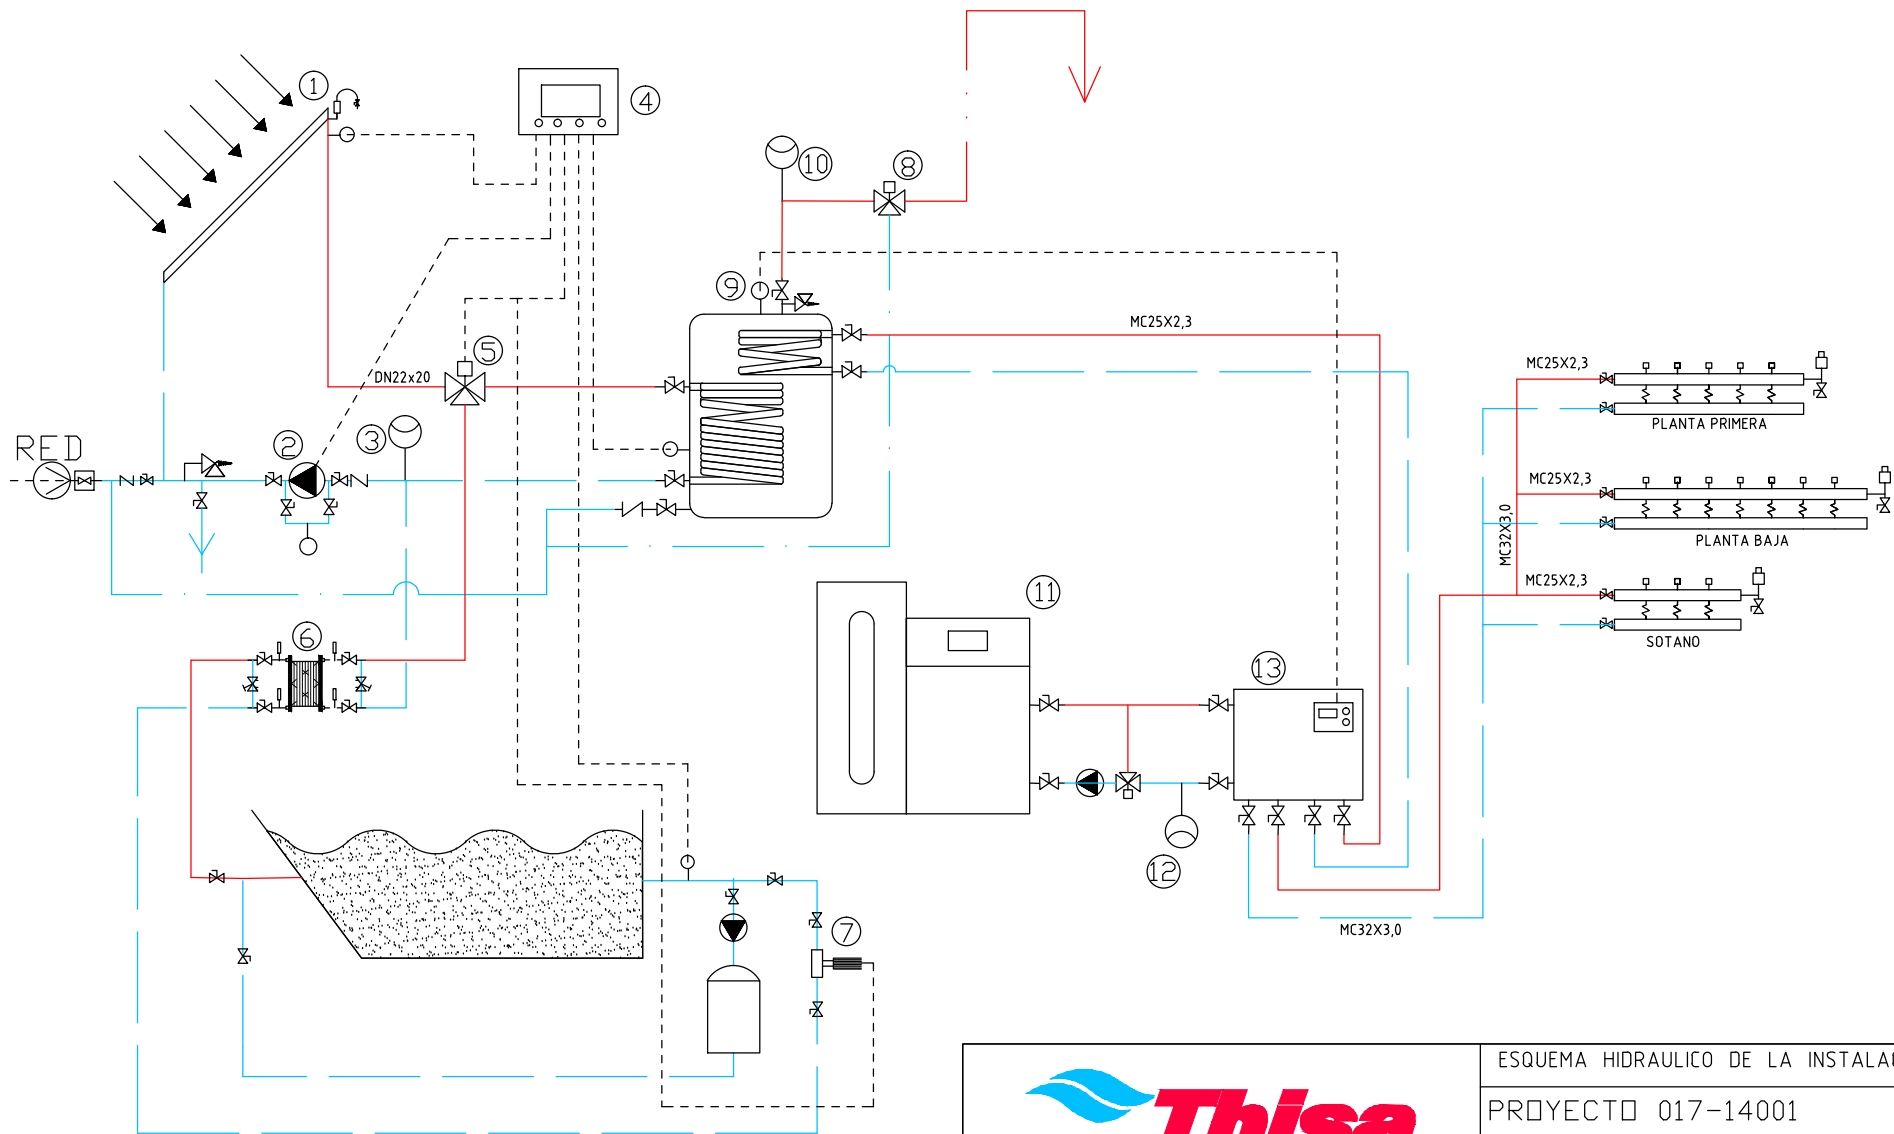 1
4
10
8
9
MC25X2,3
5
DN22x20
MC25X2,3
PLANTA PRIMERA
RED
2
3
MC25X2,3
PLANTA BAJA
MC32X3,0
MC25X2,3
SOTANO
11
6
13
12
7
MC32X3,0
Thisa
ESQUEMA HIDRAULICO DE LA
PROYECTO 017-14001